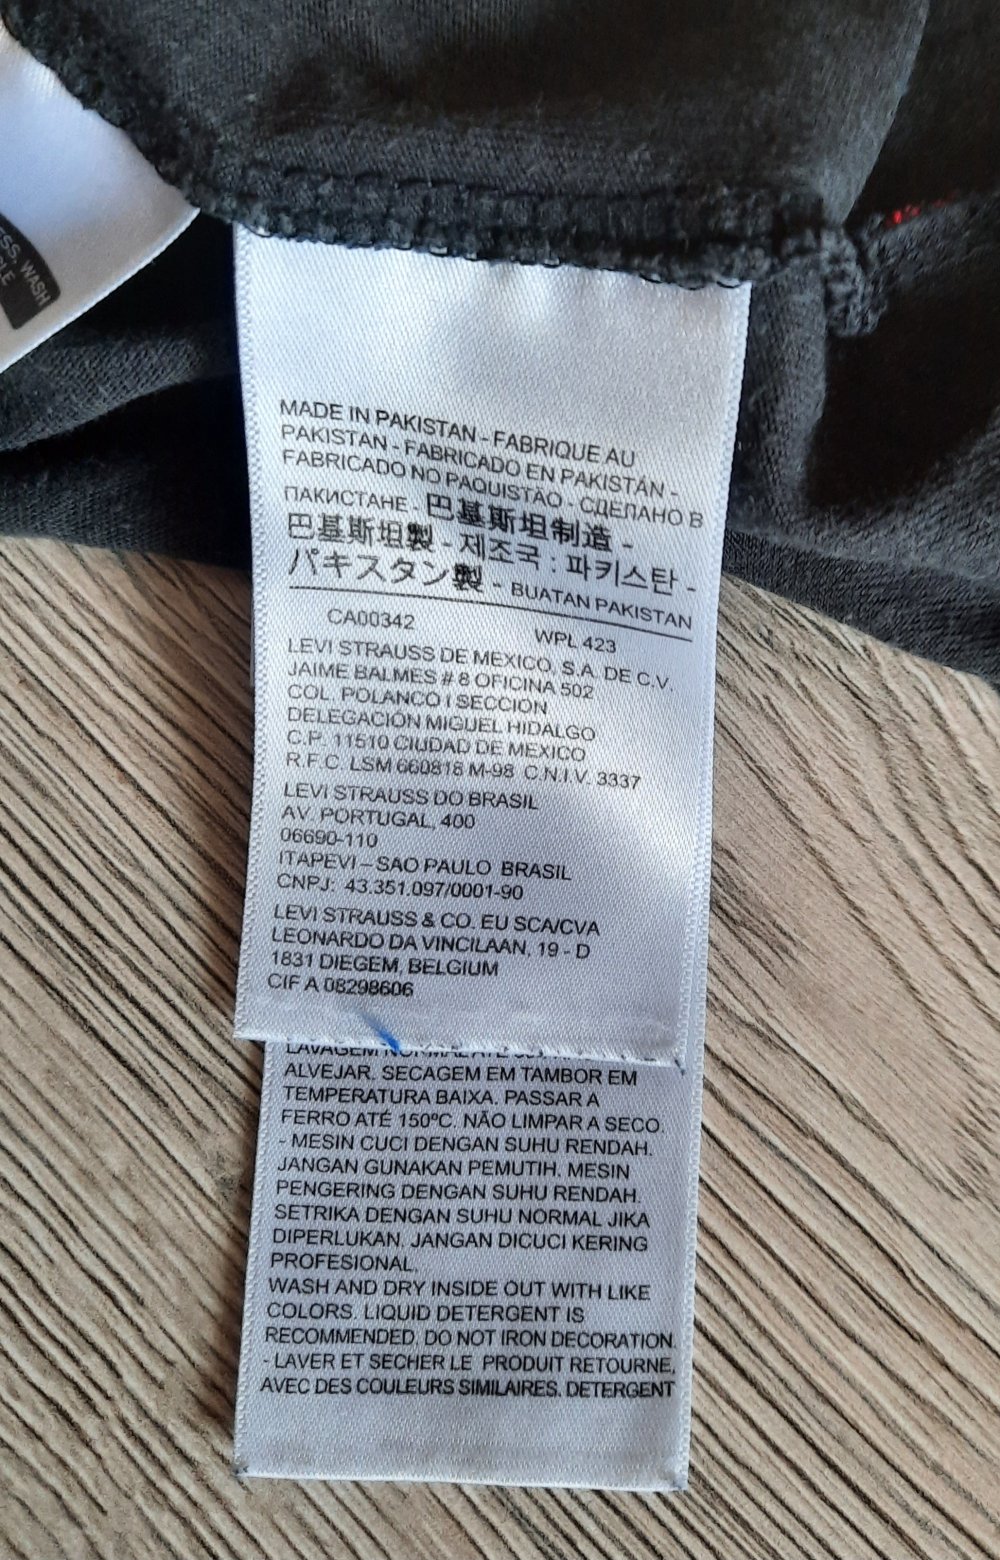 ESS, WASH
BLE
MADE IN PAKISTAN - FABRIQUE AU
PAKISTAN - FABRICADO EN PAKISTÁN -
FABRICADO NO PAQUISTÃO - СДЕЛАНО В
ПАКИСТАНЕ - 巴基斯坦制造 -
巴基斯坦製 - 제조국 : 파키스탄 -
パキスタン製 - BUATAN PAKISTAN
CA00342 WPL 423
LEVI STRAUSS DE MEXICO, S.A. DE C.V.
JAIME BALMES # 8 OFICINA 502
COL POLANCO I SECCION
DELEGACIÓN MIGUEL HIDALGO
C.P. 11510 CIUDAD DE MEXICO
R.F.C. LSM 660818 M-98 C.N.I.V. 3337
LEVI STRAUSS DO BRASIL
AV. PORTUGAL, 400
06690-110
ITAPEVI – SAO PAULO BRASIL
CNPJ: 43.351.097/0001-90
LEVI STRAUSS & CO. EU SCA/CVA
LEONARDO DA VINCILAAN, 19 - D
1831 DIEGEM, BELGIUM
CIF A 08298606
LAVAGEM NORMAL ATÉ
ALVEJAR. SECAGEM EM TAMBOR EM
TEMPERATURA BAIXA. PASSAR A
FERRO ATÉ 150ºC. NÃO LIMPAR A SECO.
- MESIN CUCI DENGAN SUHU RENDAH.
JANGAN GUNAKAN PEMUTIH. MESIN
PENGERING DENGAN SUHU RENDAH.
SETRIKA DENGAN SUHU NORMAL JIKA
DIPERLUKAN. JANGAN DICUCI KERING
PROFESIONAL.
WASH AND DRY INSIDE OUT WITH LIKE
COLORS. LIQUID DETERGENT IS
RECOMMENDED. DO NOT IRON DECORATION.
- LAVER ET SECHER LE PRODUIT RETOURNE,
AVEC DES COULEURS SIMILAIRES. DETERGENT